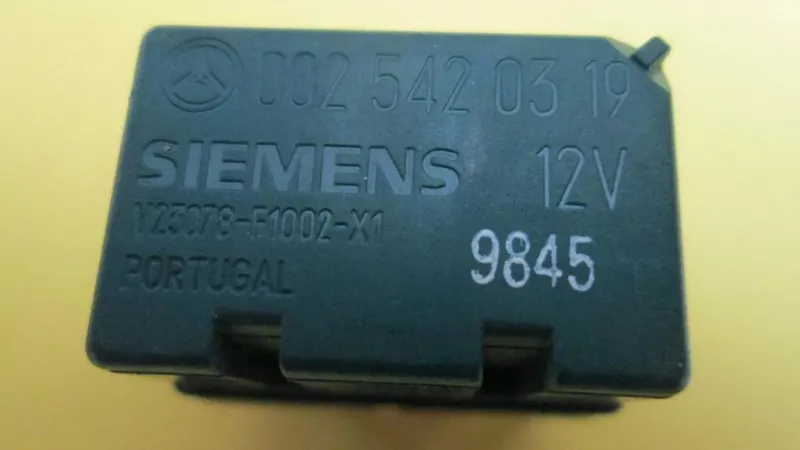 002 542 03 19
SIEMENS 12V
V23078-F1002-X1
PORTUGAL 9845